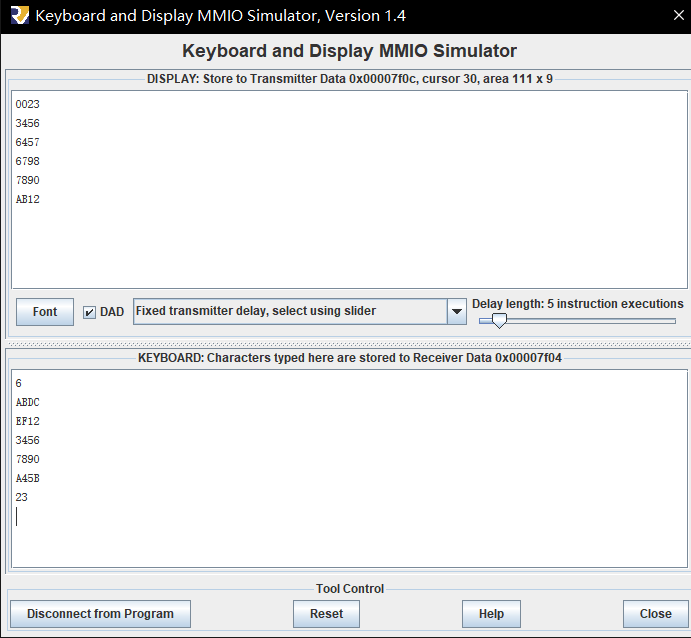 Keyboard and Display MMIO Simulator, Version 1.4
Keyboard and Display MMIO Simulator
DISPLAY: Store to Transmitter Data 0x00007f0c, cursor 30, area 111 x 9
0023
3456
6457
6798
7890
AB12
Font
DAD
Fixed transmitter delay, select using slider
Delay length: 5 instruction executions
KEYBOARD: Characters typed here are stored to Receiver Data 0x00007f04
6
ABDC
EF12
3456
7890
A45B
23
Tool Control
Disconnect from Program
Reset
Help
Close